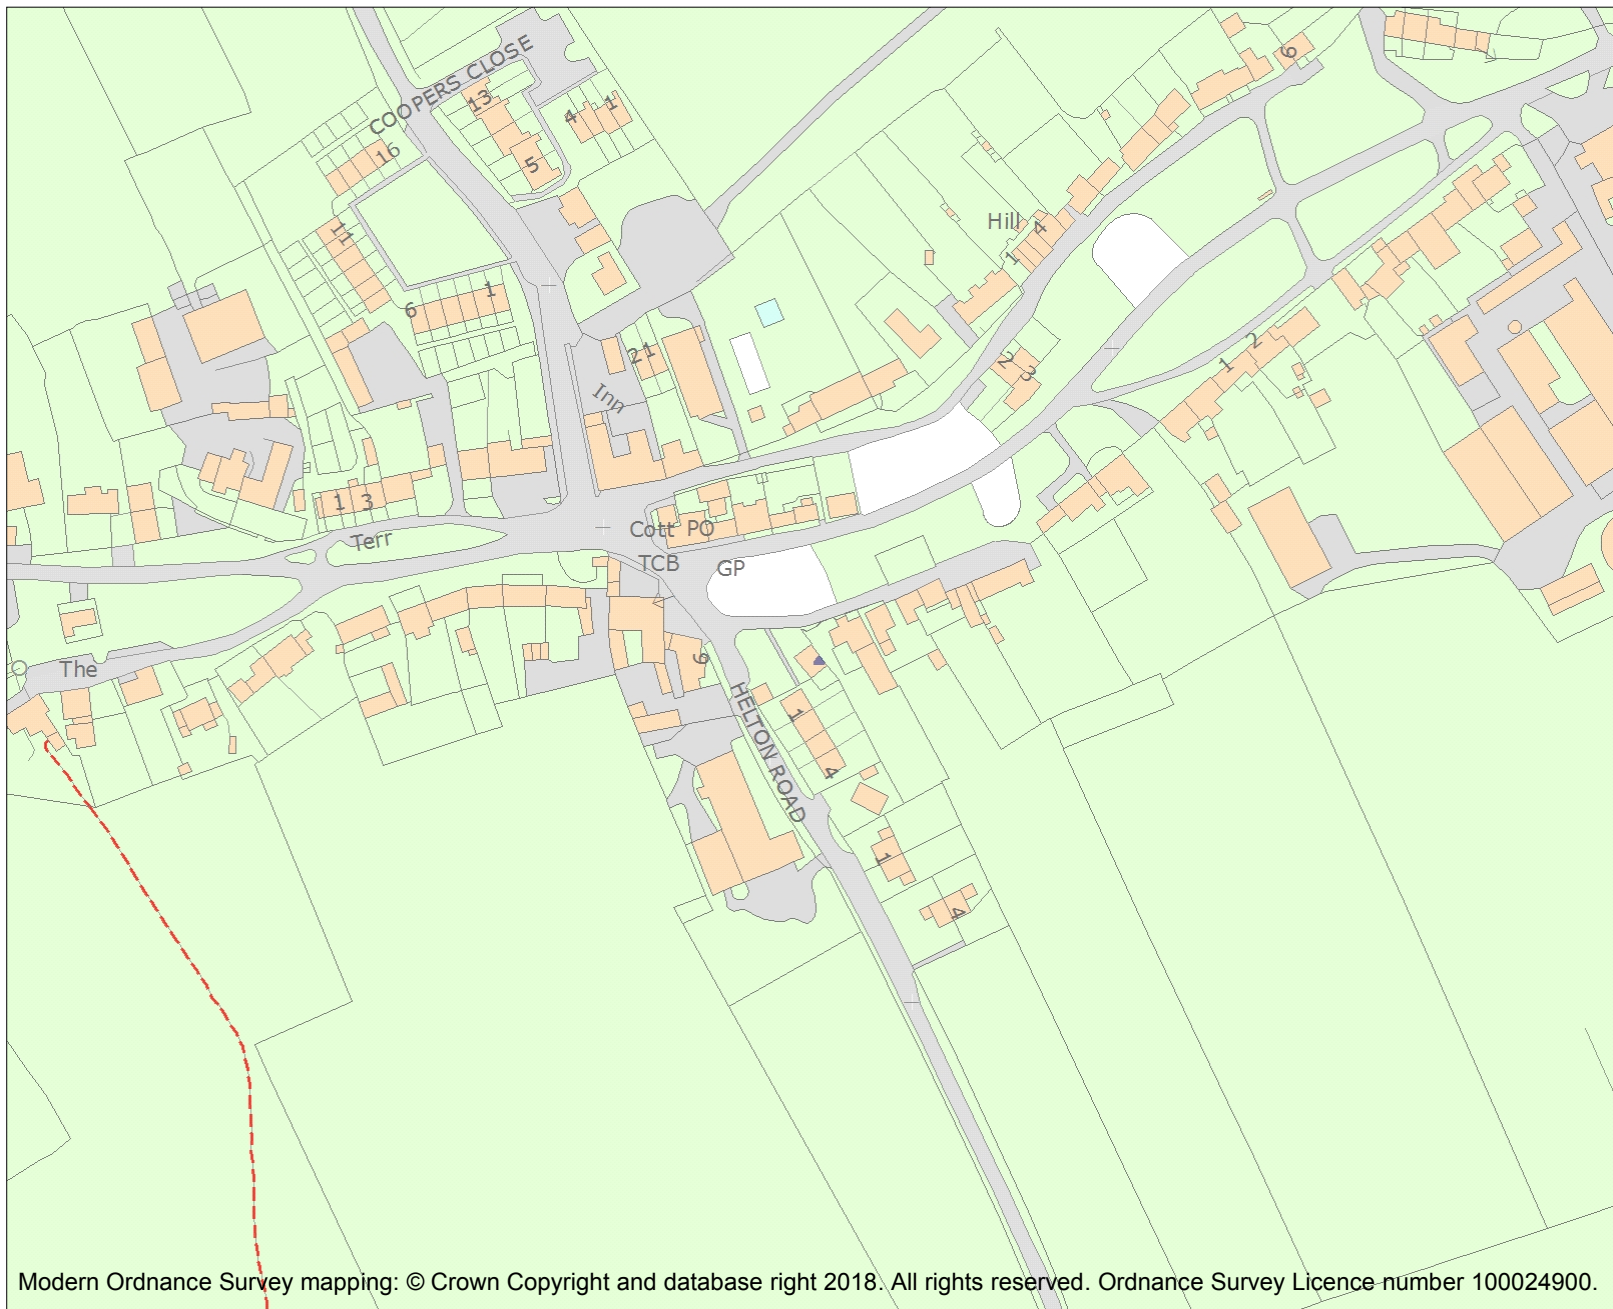 COOPERS CLOSE
13
4
1
5
16
11
6
1
6
Hill
4
1
21
Inn
2
3
2
1
1 3
Terr
Cott PO
TCB
GP
The
6
HELTON ROAD
1
4
1
4
Modern Ordnance Survey mapping: © Crown Copyright and database right 2018. All rights reserved. Ordnance Survey Licence number 100024900.